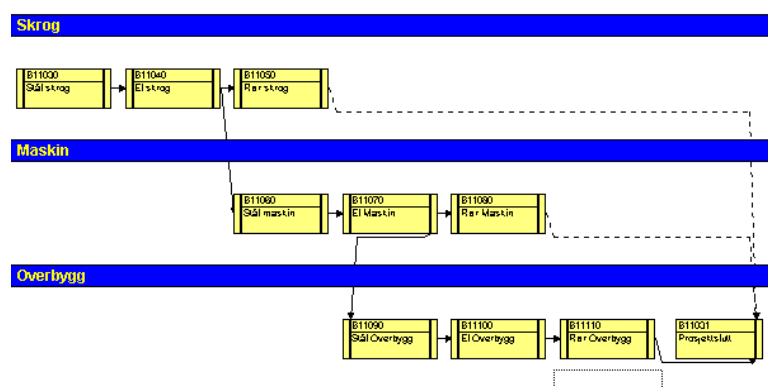 Skrog
B11030 B11040 B11050
Stål skrog El skrog Rør skrog
Maskin
B11060 B11070 B11080
Stål maskin El Maskin Rør Maskin
Overbygg
B11090 B11100 B11110 B11031
Stål Overbygg El Overbygg Rør Overbygg Prosjettslutt